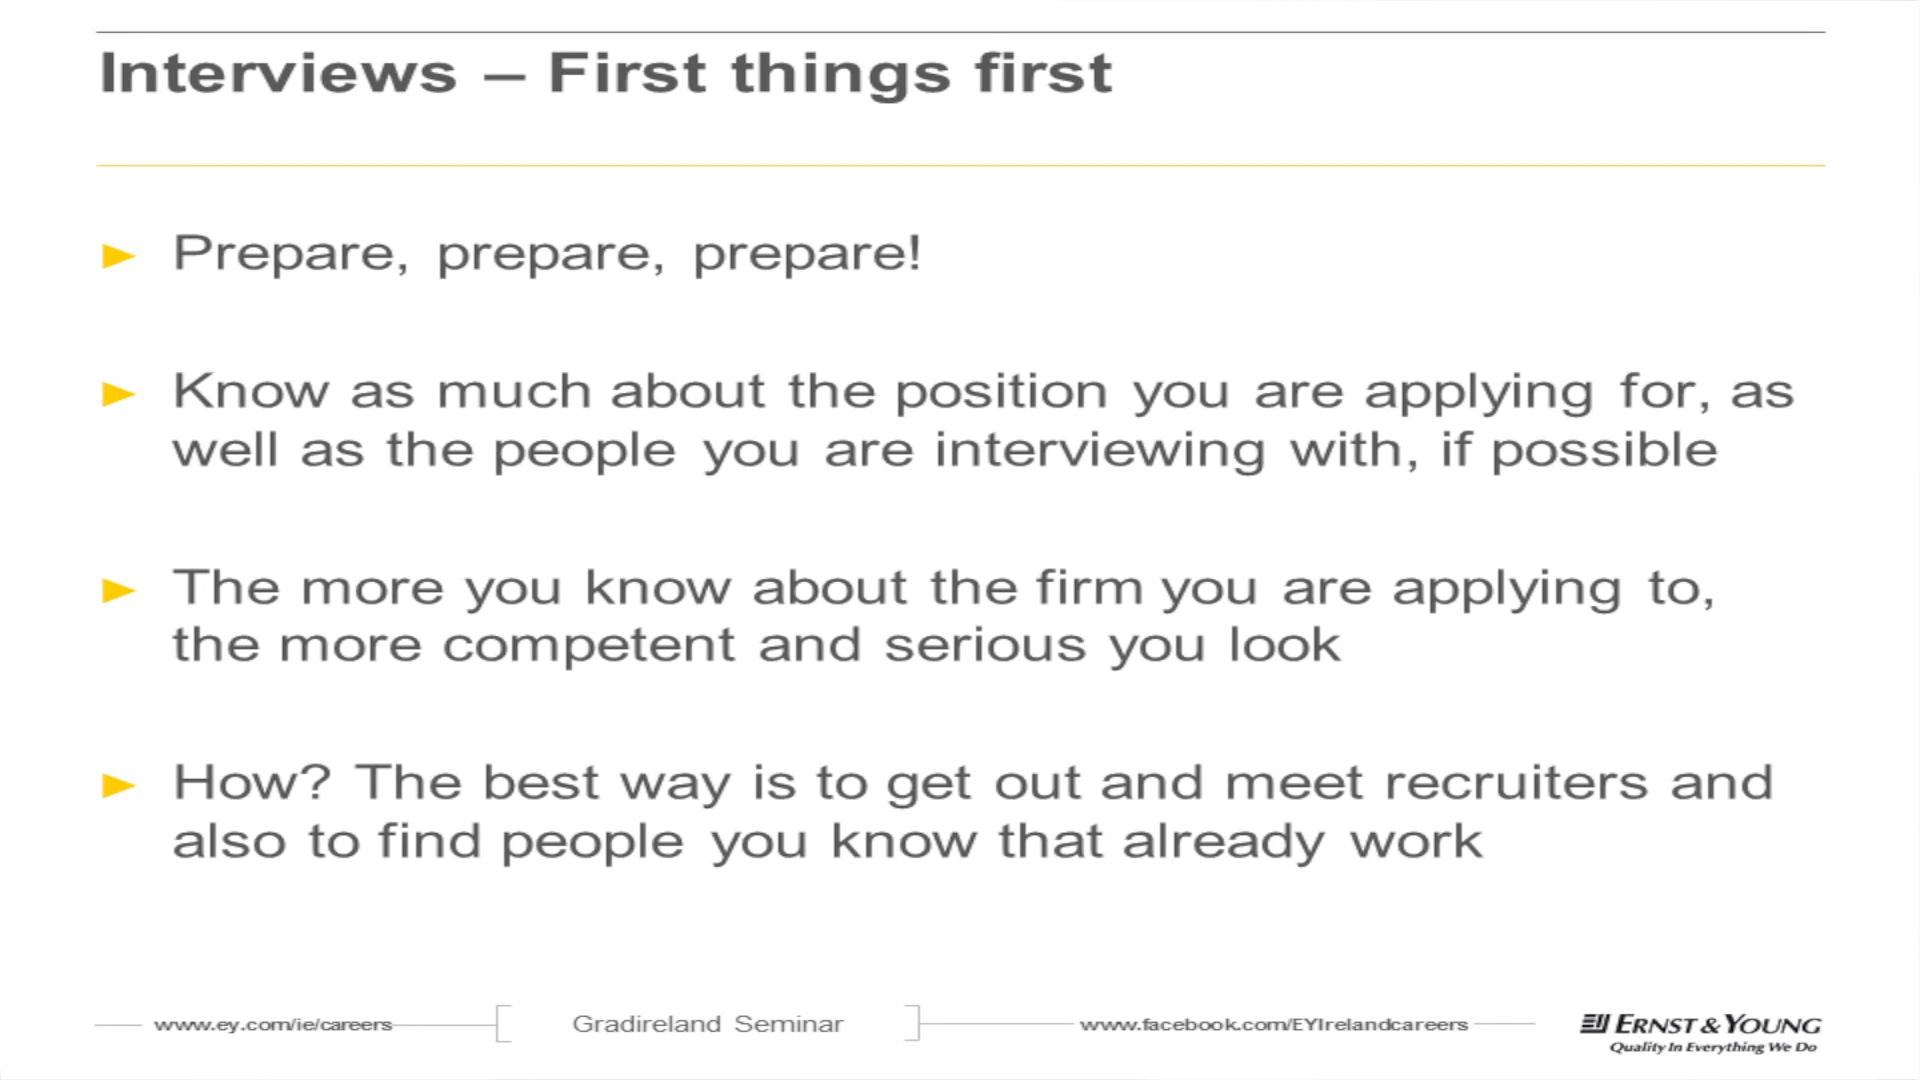 Interviews – First things first
► Prepare, prepare, prepare!
► Know as much about the position you are applying for, as
well as the people you are interviewing with, if possible
► The more you know about the firm you are applying to,
the more competent and serious you look
► How? The best way is to get out and meet recruiters and
also to find people you know that already work
www.ey.com/ie/careers
Gradireland Seminar
www.facebook.com/EYIrelandcareers
EY ERNST & YOUNG
Quality In Everything We Do